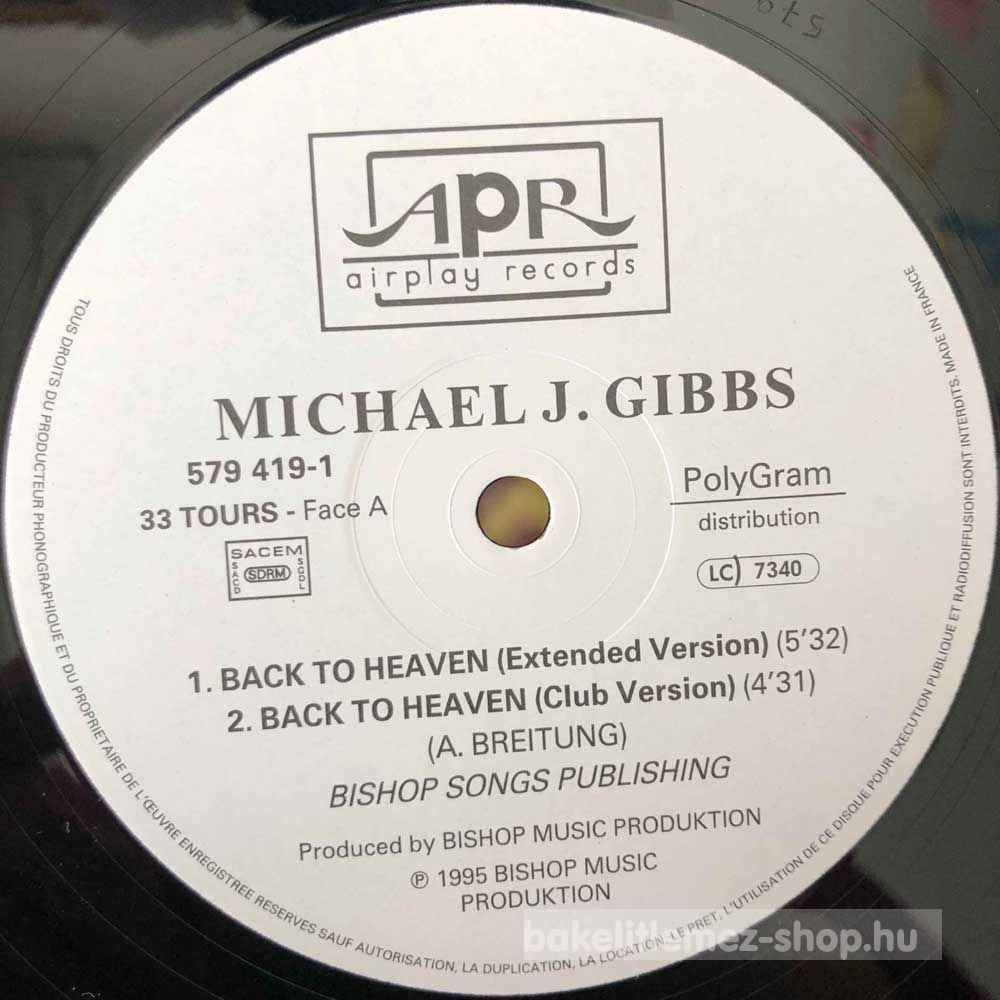 APR
airplay records
MICHAEL J. GIBBS
579 419-1
33 TOURS - Face A
PolyGram
distribution
SACEM
SACD
SDRM
SGDL
LC 7340
1. BACK TO HEAVEN (Extended Version) (5'32)
2. BACK TO HEAVEN (Club Version) (4'31)
(A. BREITUNG)
BISHOP SONGS PUBLISHING
Produced by BISHOP MUSIC PRODUKTION
℗ 1995 BISHOP MUSIC
PRODUKTION
TOUS DROITS DU PRODUCTEUR PHONOGRAPHIQUE ET DU PROPRIETAIRE DE L'ŒUVRE ENREGISTREE RESERVES SAUF AUTORISATION, LA DUPLICATION, LA LOCATION, LE PRET, L'UTILISATION DE CE DISQUE POUR EXECUTION PUBLIQUE ET RADIODIFFUSION SONT INTERDITS. MADE IN FRANCE
bakelitlemez-shop.hu